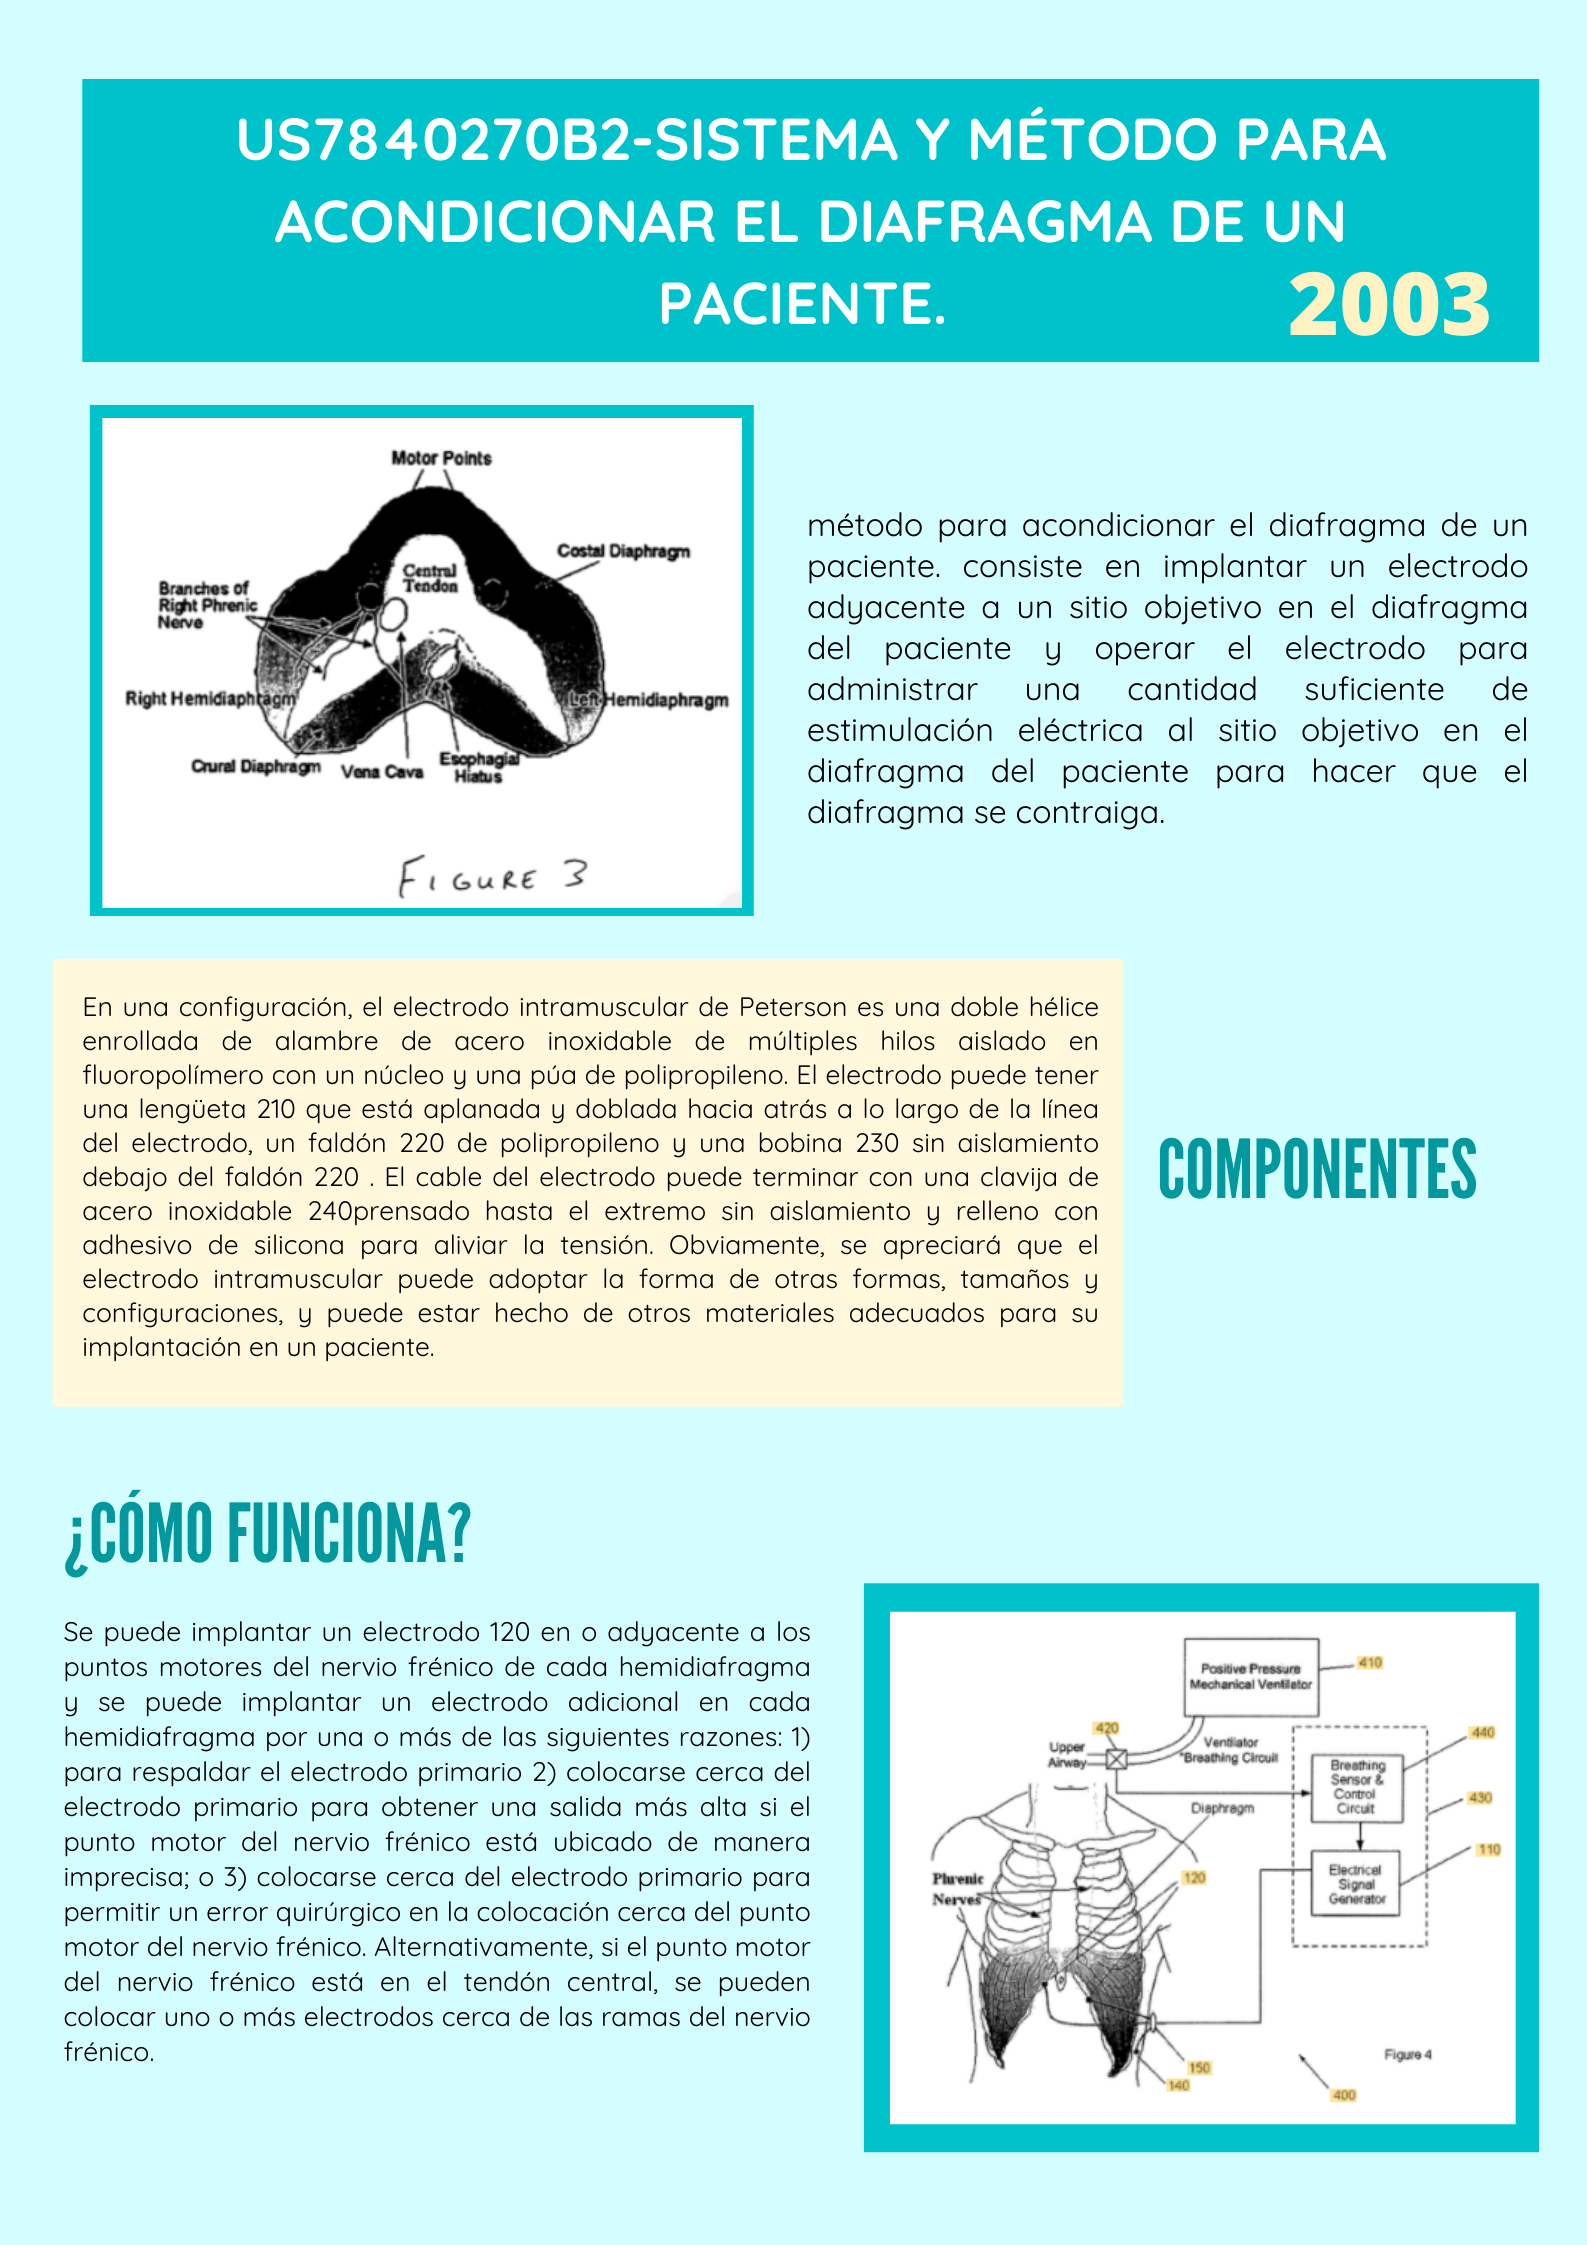 US7840270B2-SISTEMA Y MÉTODO PARA
ACONDICIONAR EL DIAFRAGMA DE UN
PACIENTE.
2003
Motor Points
Costal Diaphragm
Central
Tendon
Branches of
Right Phrenic
Nerve
Right Hemidiaphragm
Left Hemidiaphragm
Crural Diaphragm
Vena Cava
Esophagial
Hiatus
FIGURE 3
método para acondicionar el diafragma de un
paciente. consiste en implantar un electrodo
adyacente a un sitio objetivo en el diafragma
del paciente y operar el electrodo para
administrar una cantidad suficiente de
estimulación eléctrica al sitio objetivo en el
diafragma del paciente para hacer que el
diafragma se contraiga.
En una configuración, el electrodo intramuscular de Peterson es una doble hélice
enrollada de alambre de acero inoxidable de múltiples hilos aislado en
fluoropolímero con un núcleo y una púa de polipropileno. El electrodo puede tener
una lengüeta 210 que está aplanada y doblada hacia atrás a lo largo de la línea
del electrodo, un faldón 220 de polipropileno y una bobina 230 sin aislamiento
debajo del faldón 220 . El cable del electrodo puede terminar con una clavija de
acero inoxidable 240prensado hasta el extremo sin aislamiento y relleno con
adhesivo de silicona para aliviar la tensión. Obviamente, se apreciará que el
electrodo intramuscular puede adoptar la forma de otras formas, tamaños y
configuraciones, y puede estar hecho de otros materiales adecuados para su
implantación en un paciente.
COMPONENTES
¿CÓMO FUNCIONA?
Se puede implantar un electrodo 120 en o adyacente a los
puntos motores del nervio frénico de cada hemidiafragma
y se puede implantar un electrodo adicional en cada
hemidiafragma por una o más de las siguientes razones: 1)
para respaldar el electrodo primario 2) colocarse cerca del
electrodo primario para obtener una salida más alta si el
punto motor del nervio frénico está ubicado de manera
imprecisa; o 3) colocarse cerca del electrodo primario para
permitir un error quirúrgico en la colocación cerca del punto
motor del nervio frénico. Alternativamente, si el punto motor
del nervio frénico está en el tendón central, se pueden
colocar uno o más electrodos cerca de las ramas del nervio
frénico.
Positive Pressure
Mechanical Ventilator
410
420
Upper
Airway
Ventilator
Breathing Circuit
440
Breathing
Sensor &
Control
Circuit
430
Diaphragm
110
Electrical
Signal
Generator
Phrenic
Nerves
120
Figure 4
150
140
400